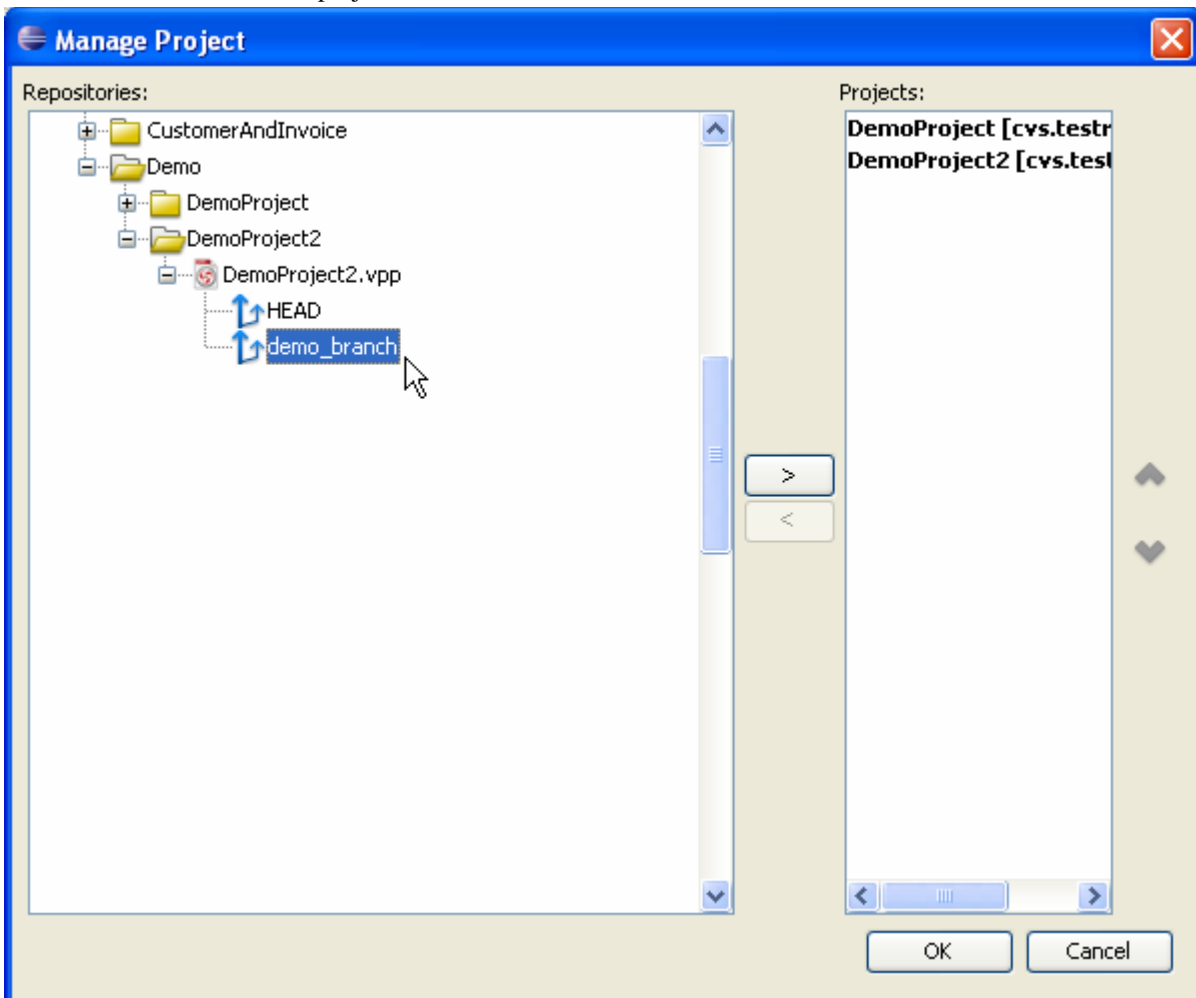 Manage Project
Repositories:
Projects:
CustomerAndInvoice
Demo
DemoProject
DemoProject2
DemoProject2.vpp
HEAD
demo_branch
DemoProject [cvs.testr
DemoProject2 [cvs.test
>
<
OK
Cancel